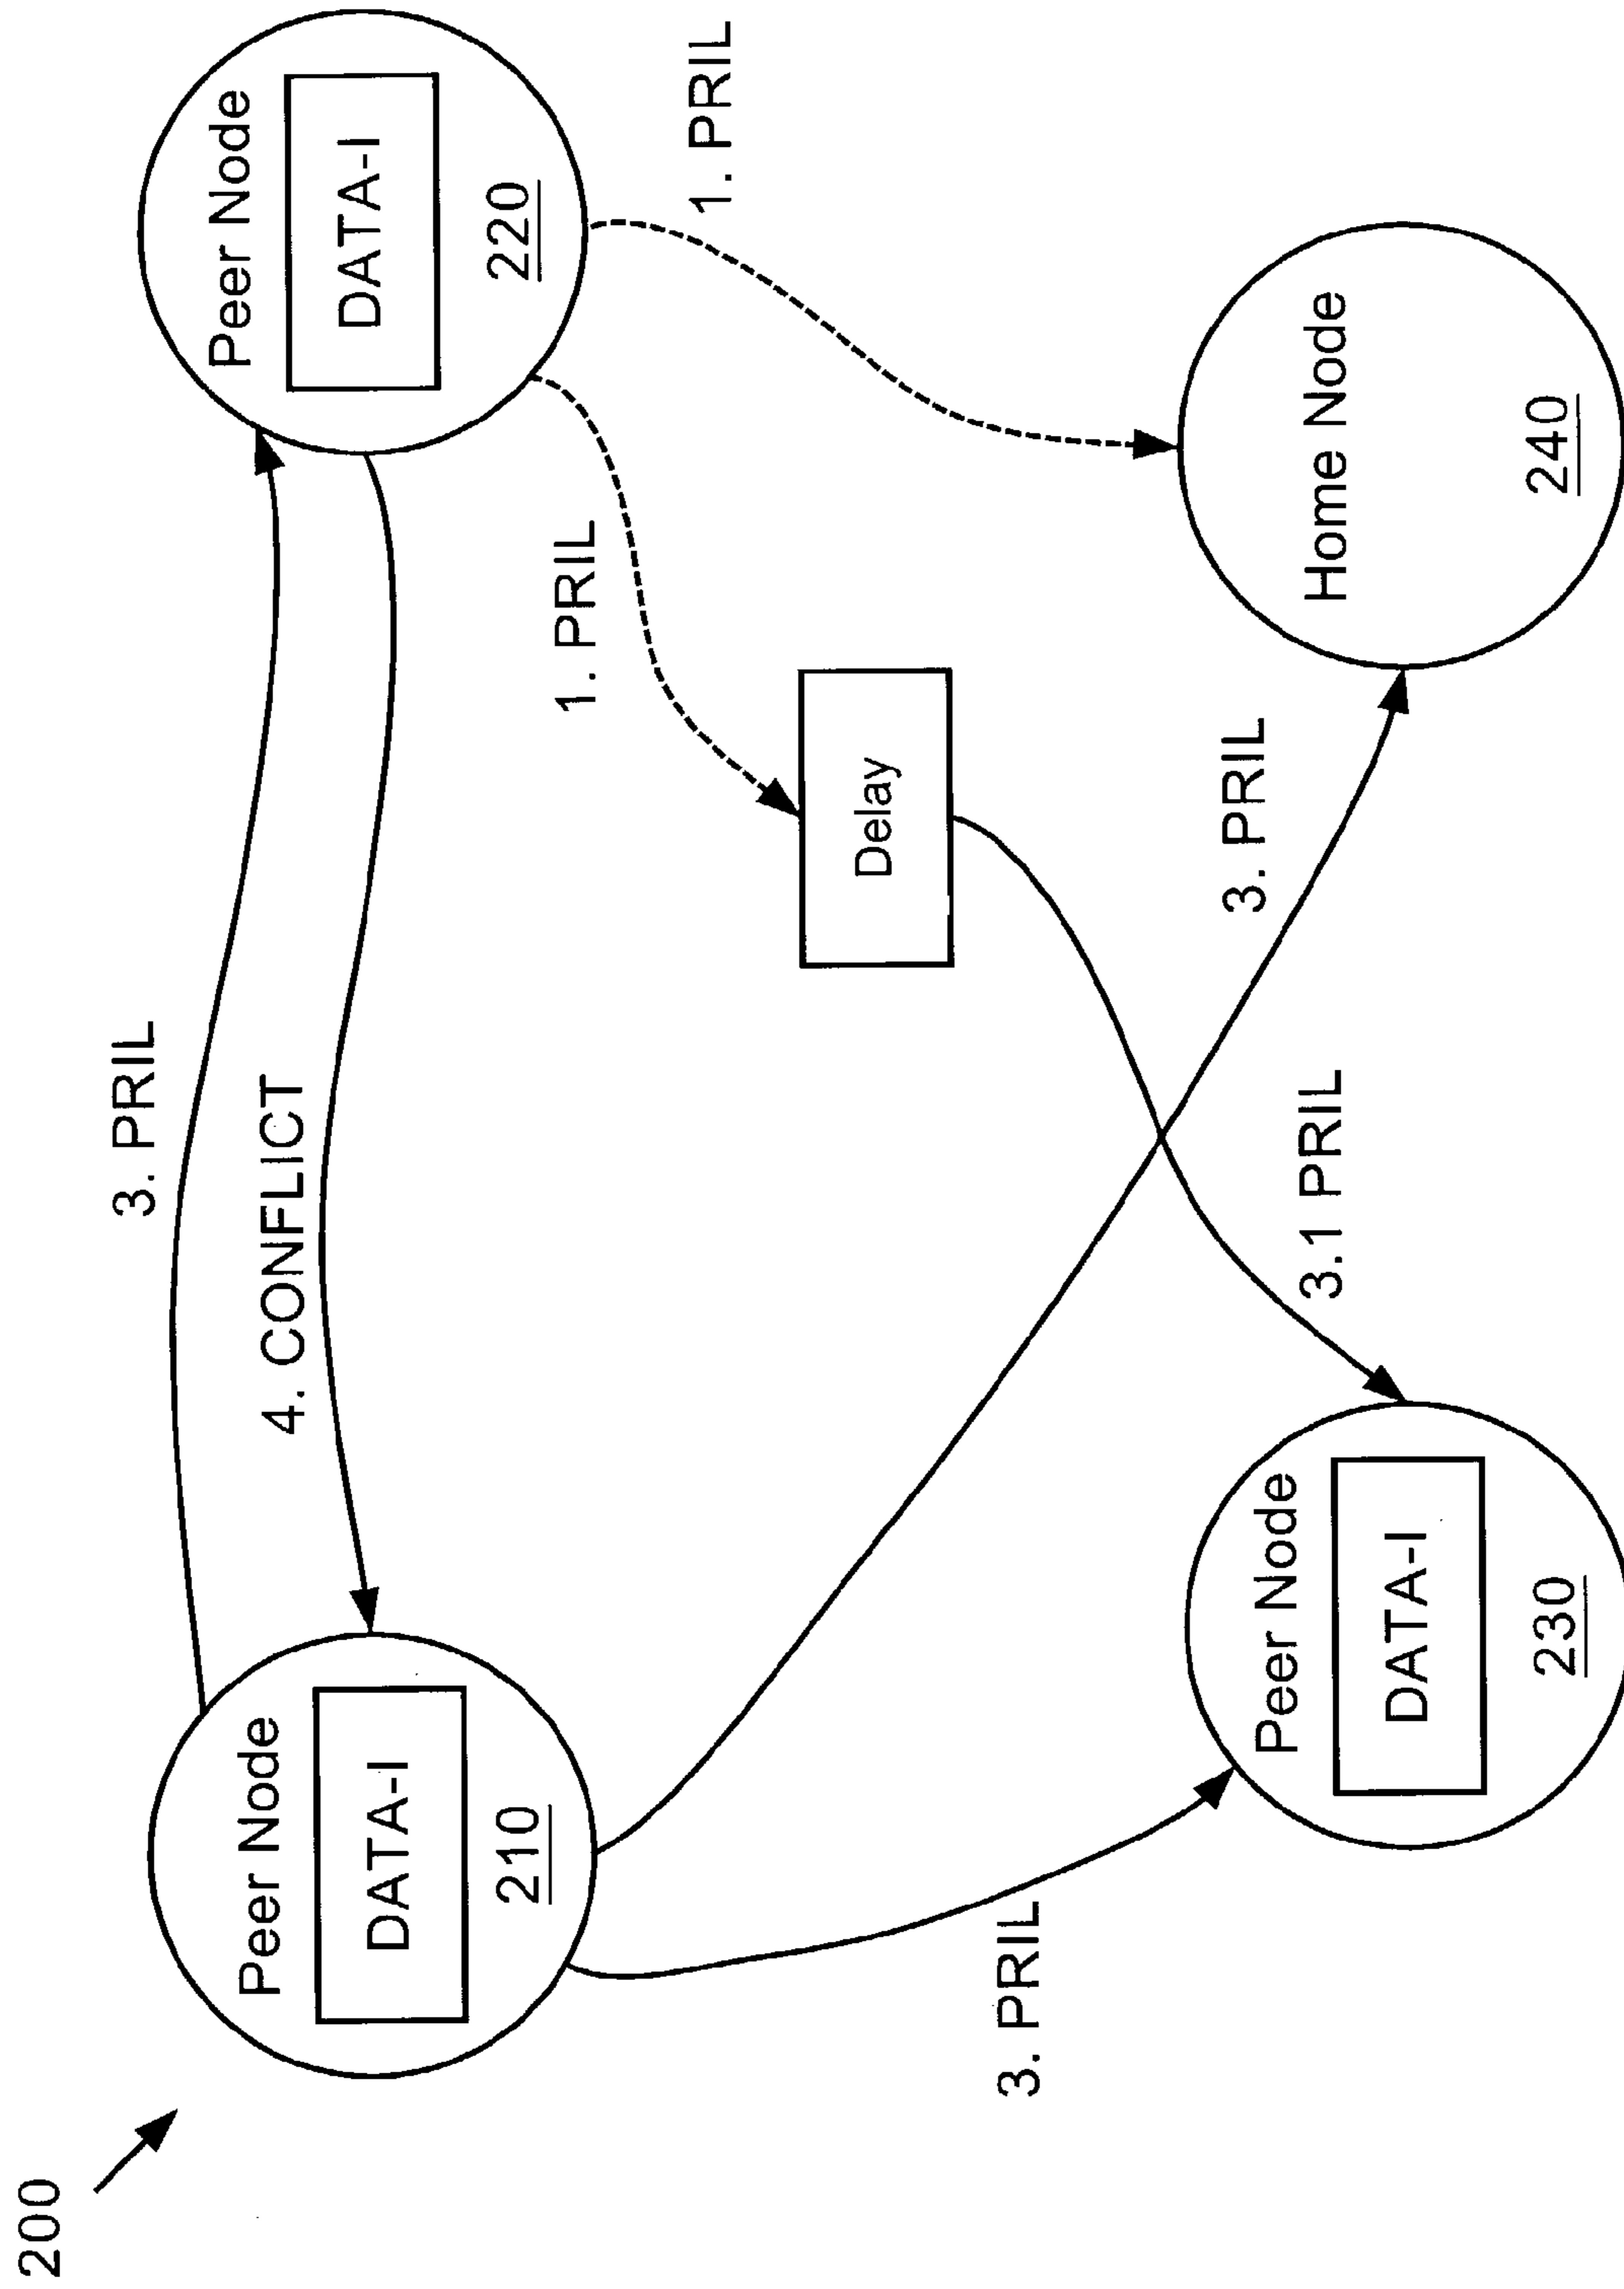 200
Peer Node
DATA-I
210
3. PRIL
4. CONFLICT
Peer Node
DATA-I
220
1. PRIL
1. PRIL
Delay
3. PRIL
3.1 PRIL
3. PRIL
Peer Node
DATA-I
230
Home Node
240